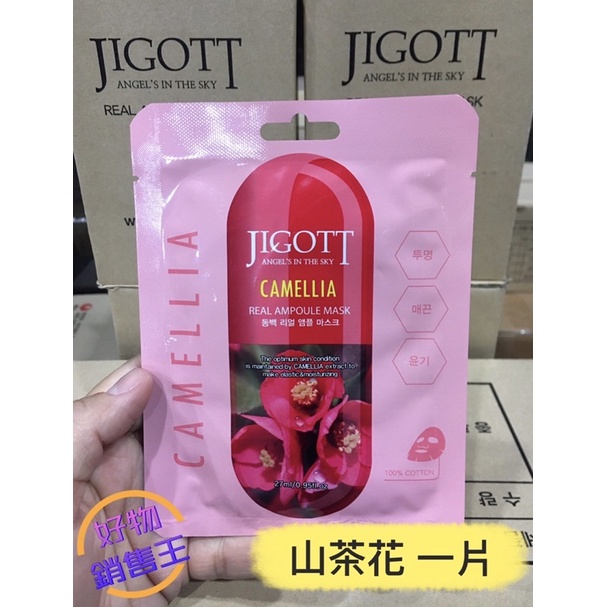 JIGOTT
ANGEL'S IN THE SKY
JIGOTT
ANGEL'S IN THE SKY
CAMELLIA
JIGOTT
ANGEL'S IN THE SKY
CAMELLIA
REAL AMPOULE MASK
동백 리얼 앰플 마스크
The optimum skin condition
is maintained by CAMELLIA extract to
make elastic&moisturizing
27ml/0.95fl.oz
투명
매끈
윤기
100% COTTON
수량
好物
銷售王
山茶花 一片